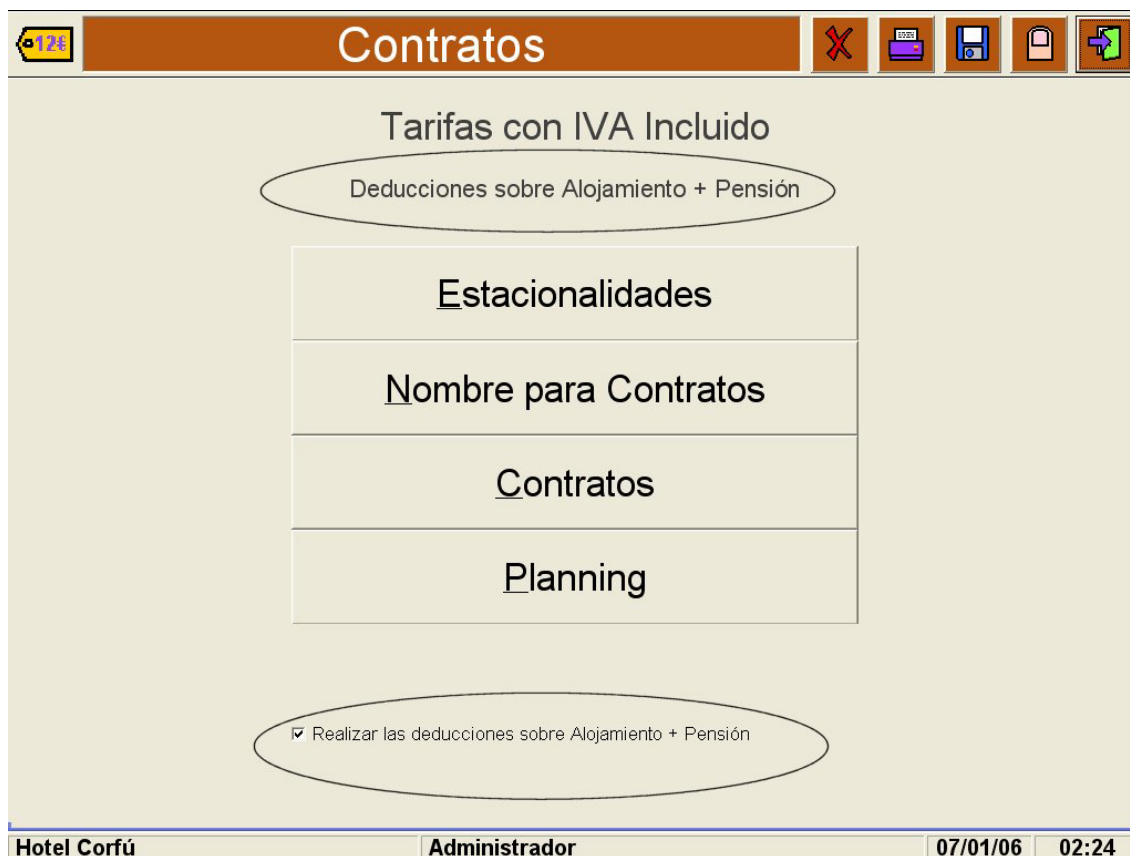 12€
Contratos
Tarifas con IVA Incluido
Deducciones sobre Alojamiento + Pensión
Estacionalidades
Nombre para Contratos
Contratos
Planning
Realizar las deducciones sobre Alojamiento + Pensión
Hotel Corfú Administrador 07/01/06 02:24